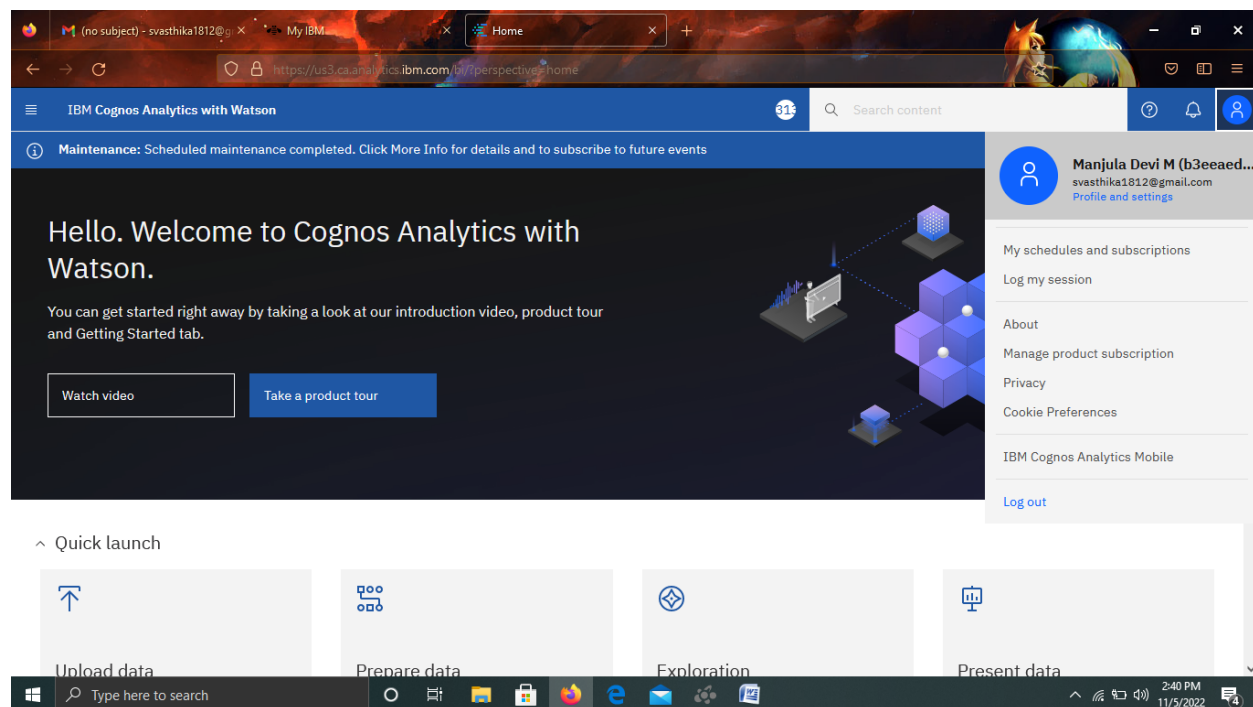 (no subject) - svasthika1812@g
My IBM
Home
https://us3.ca.analytics.ibm.com/bi/?perspective=home
IBM Cognos Analytics with Watson
Search content
Maintenance: Scheduled maintenance completed. Click More Info for details and to subscribe to future events
Manjula Devi M (b3eeaed...
svasthika1812@gmail.com
Profile and settings
My schedules and subscriptions
Log my session
About
Manage product subscription
Privacy
Cookie Preferences
IBM Cognos Analytics Mobile
Log out
Hello. Welcome to Cognos Analytics with
Watson.
You can get started right away by taking a look at our introduction video, product tour
and Getting Started tab.
Watch video
Take a product tour
Quick launch
Upload data
Prepare data
Exploration
Present data
Type here to search
2:40 PM
11/5/2022
4